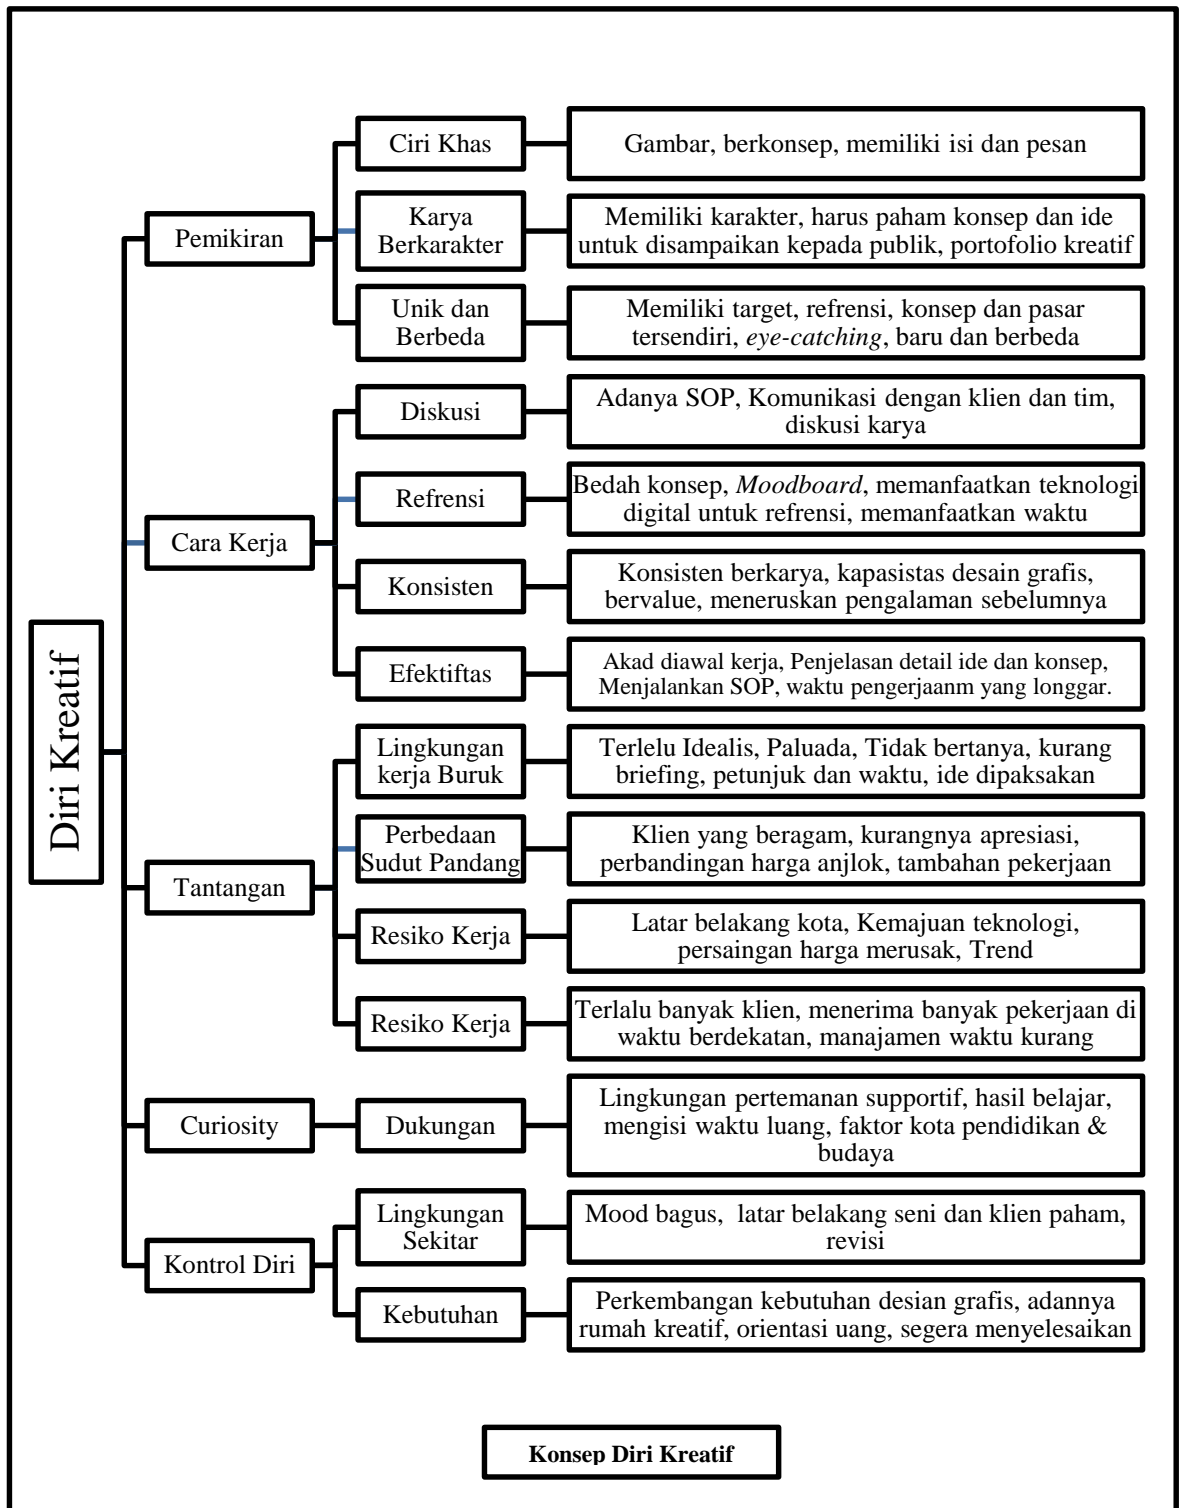 Diri Kreatif
Pemikiran
Ciri Khas
Gambar, berkonsep, memiliki isi dan pesan
Karya
Berkarakter
Memiliki karakter, harus paham konsep dan ide
untuk disampaikan kepada publik, portofolio kreatif
Unik dan
Berbeda
Memiliki target, refrensi, konsep dan pasar
tersendiri, eye-catching, baru dan berbeda
Cara Kerja
Diskusi
Adanya SOP, Komunikasi dengan klien dan tim,
diskusi karya
Refrensi
Bedah konsep, Moodboard, memanfaatkan teknologi
digital untuk refrensi, memanfaatkan waktu
Konsisten
Konsisten berkarya, kapasistas desain grafis,
bervalue, meneruskan pengalaman sebelumnya
Efektiftas
Akad diawal kerja, Penjelasan detail ide dan konsep,
Menjalankan SOP, waktu pengerjaanm yang longgar.
Tantangan
Lingkungan
kerja Buruk
Terlelu Idealis, Paluada, Tidak bertanya, kurang
briefing, petunjuk dan waktu, ide dipaksakan
Perbedaan
Sudut Pandang
Klien yang beragam, kurangnya apresiasi,
perbandingan harga anjlok, tambahan pekerjaan
Resiko Kerja
Latar belakang kota, Kemajuan teknologi,
persaingan harga merusak, Trend
Resiko Kerja
Terlalu banyak klien, menerima banyak pekerjaan di
waktu berdekatan, manajamen waktu kurang
Curiosity
Dukungan
Lingkungan pertemanan supportif, hasil belajar,
mengisi waktu luang, faktor kota pendidikan &
budaya
Kontrol Diri
Lingkungan
Sekitar
Mood bagus, latar belakang seni dan klien paham,
revisi
Kebutuhan
Perkembangan kebutuhan desian grafis, adannya
rumah kreatif, orientasi uang, segera menyelesaikan
Konsep Diri Kreatif